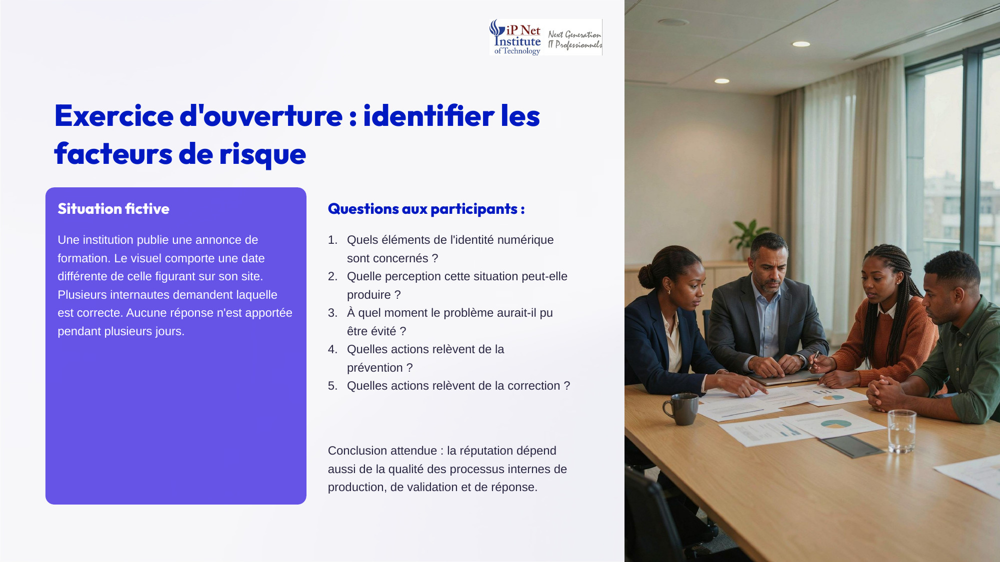 iP Net
Institute
of Technology
Next Generation
IT Professionnels
Exercice d'ouverture : identifier les
facteurs de risque
Situation fictive
Une institution publie une annonce de
formation. Le visuel comporte une date
différente de celle figurant sur son site.
Plusieurs internautes demandent laquelle
est correcte. Aucune réponse n'est apportée
pendant plusieurs jours.
Questions aux participants :
1. Quels éléments de l'identité numérique
sont concernés ?
2. Quelle perception cette situation peut-elle
produire ?
3. À quel moment le problème aurait-il pu
être évité ?
4. Quelles actions relèvent de la
prévention ?
5. Quelles actions relèvent de la correction ?
Conclusion attendue : la réputation dépend
aussi de la qualité des processus internes de
production, de validation et de réponse.